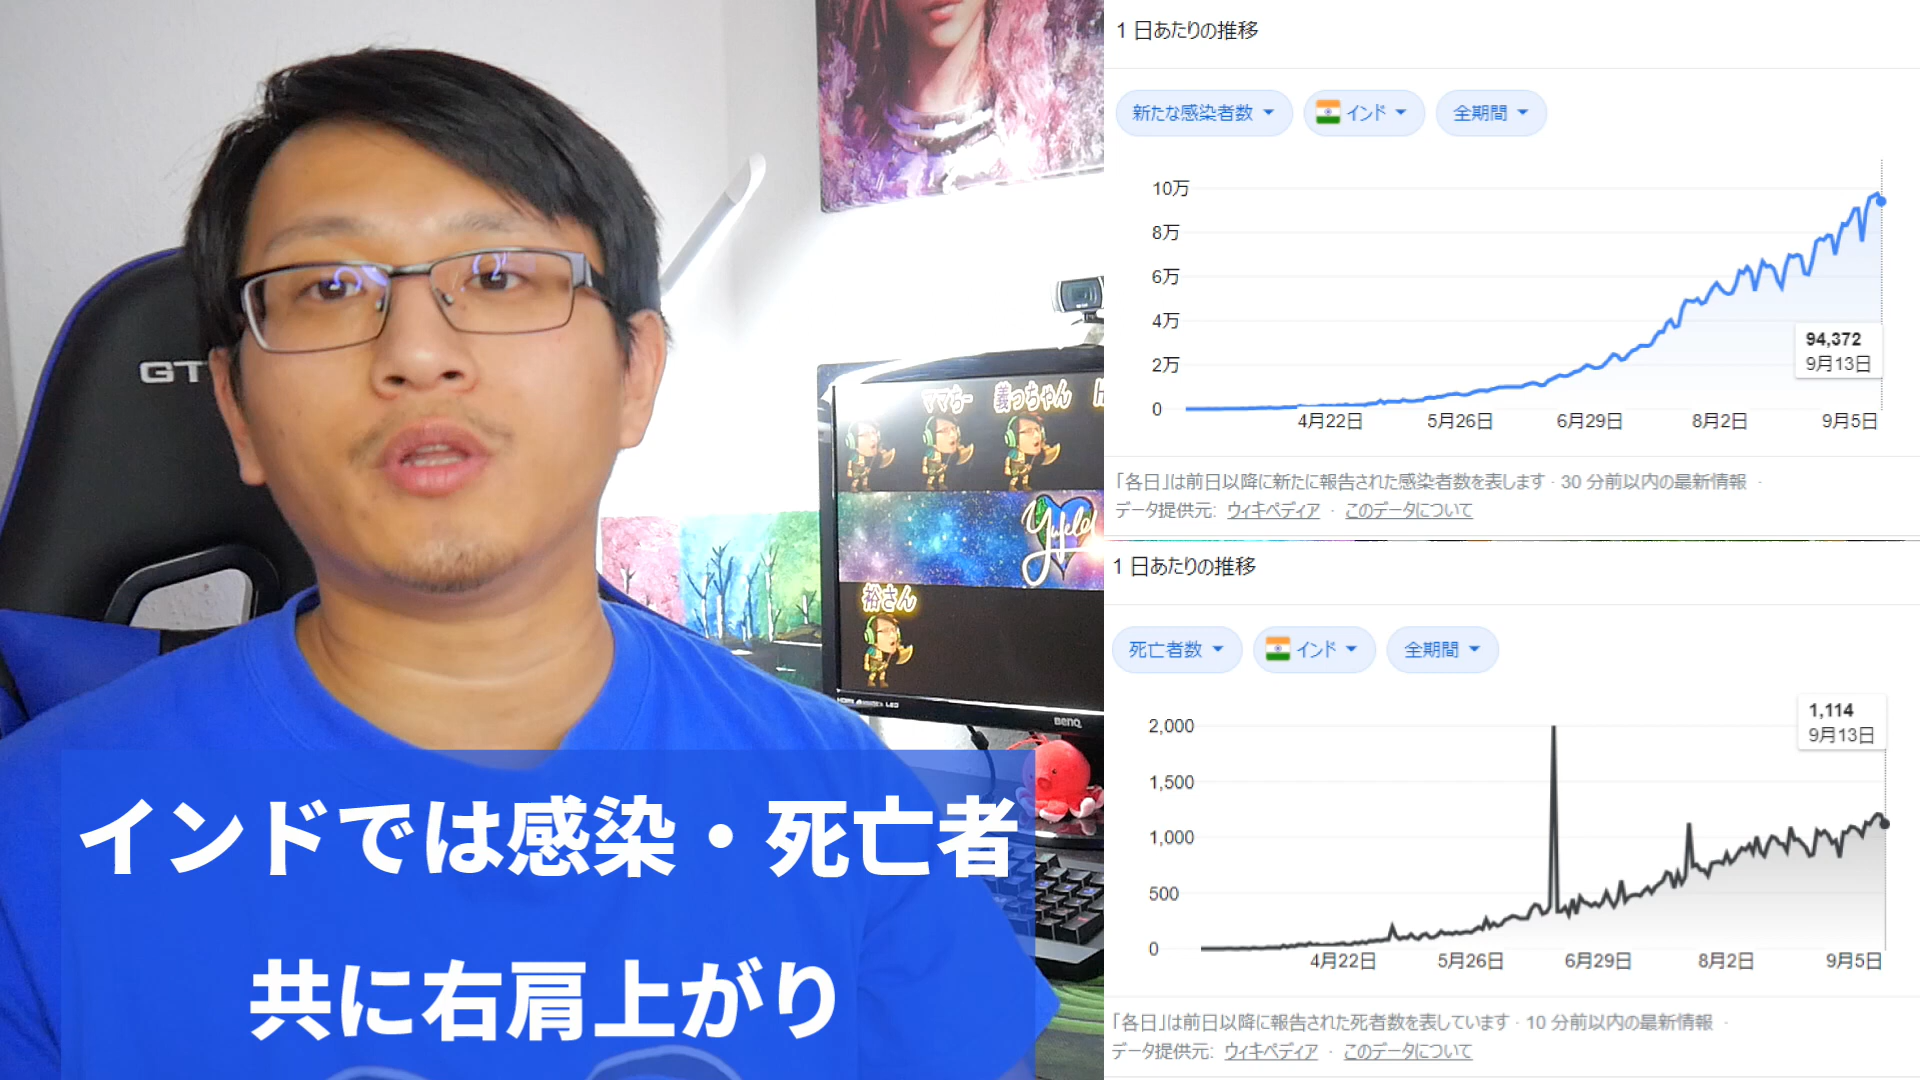 GT
ママちー
義っちゃん
H
Yukla
裕さん
BenQ
インドでは感染・死亡者
共に右肩上がり
1 日あたりの推移
新たな感染者数
インド
全期間
10万
8万
6万
4万
2万
0
94,372
9月13日
4月22日
5月26日
6月29日
8月2日
9月5日
「各日」は前日以降に新たに報告された感染者数を表します · 30 分前以内の最新情報 ·
データ提供元: ウィキペディア · このデータについて
1 日あたりの推移
死亡者数
インド
全期間
1,114
9月13日
2,000
1,500
1,000
500
0
4月22日
5月26日
6月29日
8月2日
9月5日
「各日」は前日以降に報告された死者数を表しています · 10 分前以内の最新情報 ·
データ提供元: ウィキペディア · このデータについて